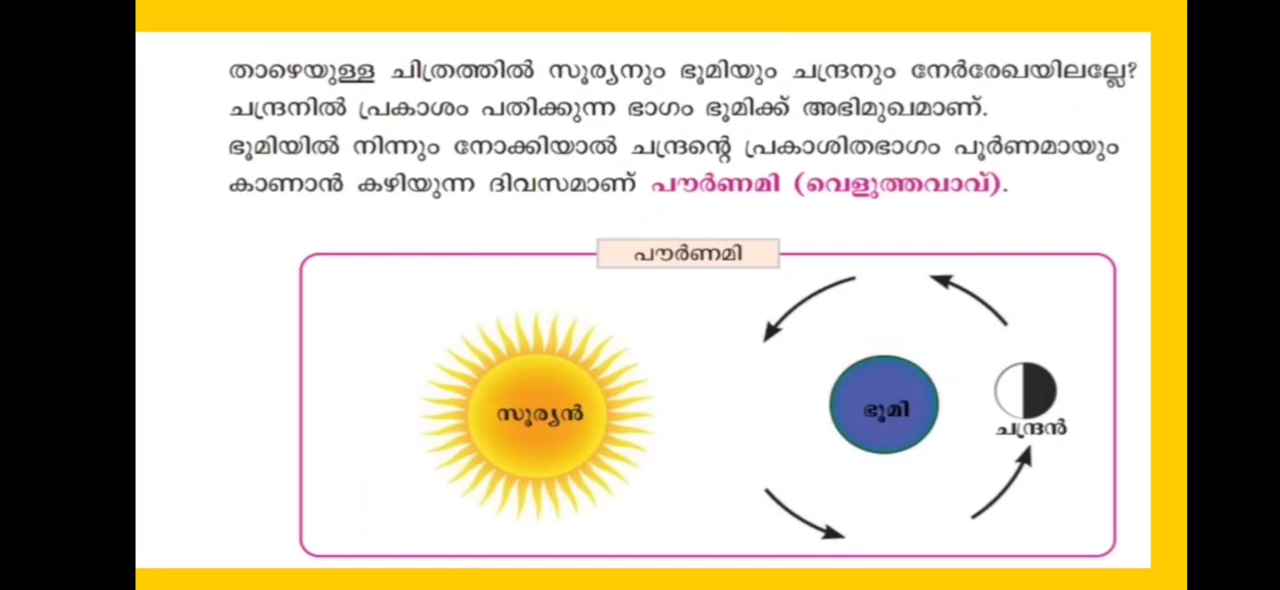 താഴെയുള്ള ചിത്രത്തിൽ സൂര്യനും ഭൂമിയും ചന്ദ്രനും നേർരേഖയിലല്ലേ?
ചന്ദ്രനിൽ പ്രകാശം പതിക്കുന്ന ഭാഗം ഭൂമിക്ക് അഭിമുഖമാണ്.
ഭൂമിയിൽ നിന്നും നോക്കിയാൽ ചന്ദ്രന്റെ പ്രകാശിതഭാഗം പൂർണമായും
കാണാൻ കഴിയുന്ന ദിവസമാണ് പൗർണമി (വെളുത്തവാവ്).
പൗർണമി
സൂര്യൻ
ഭൂമി
ചന്ദ്രൻ